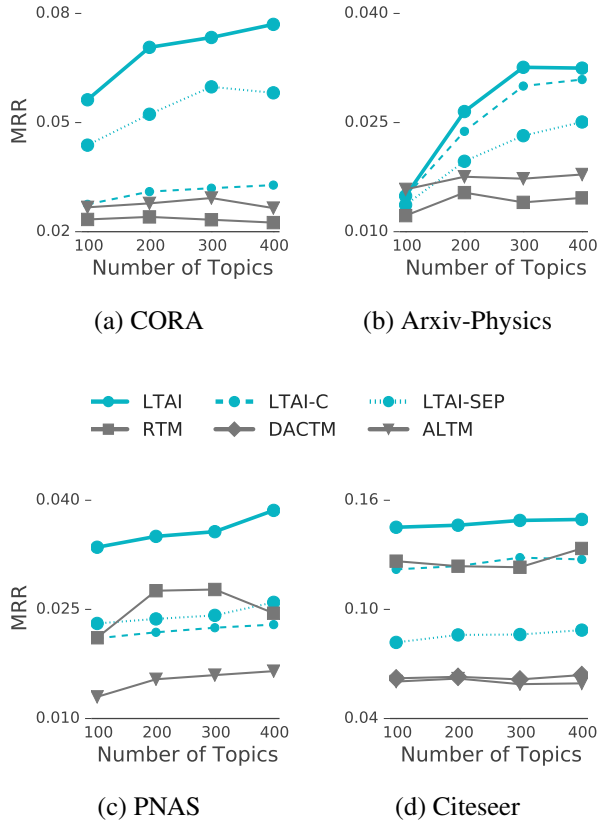 0.08
0.05
0.02
MRR
100 200 300 400
Number of Topics
(a) CORA
0.040
0.025
0.010
100 200 300 400
Number of Topics
(b) Arxiv-Physics
LTAI LTAI-C LTAI-SEP
RTM DACTM ALTM
0.040
0.025
0.010
MRR
100 200 300 400
Number of Topics
(c) PNAS
0.16
0.10
0.04
100 200 300 400
Number of Topics
(d) Citeseer